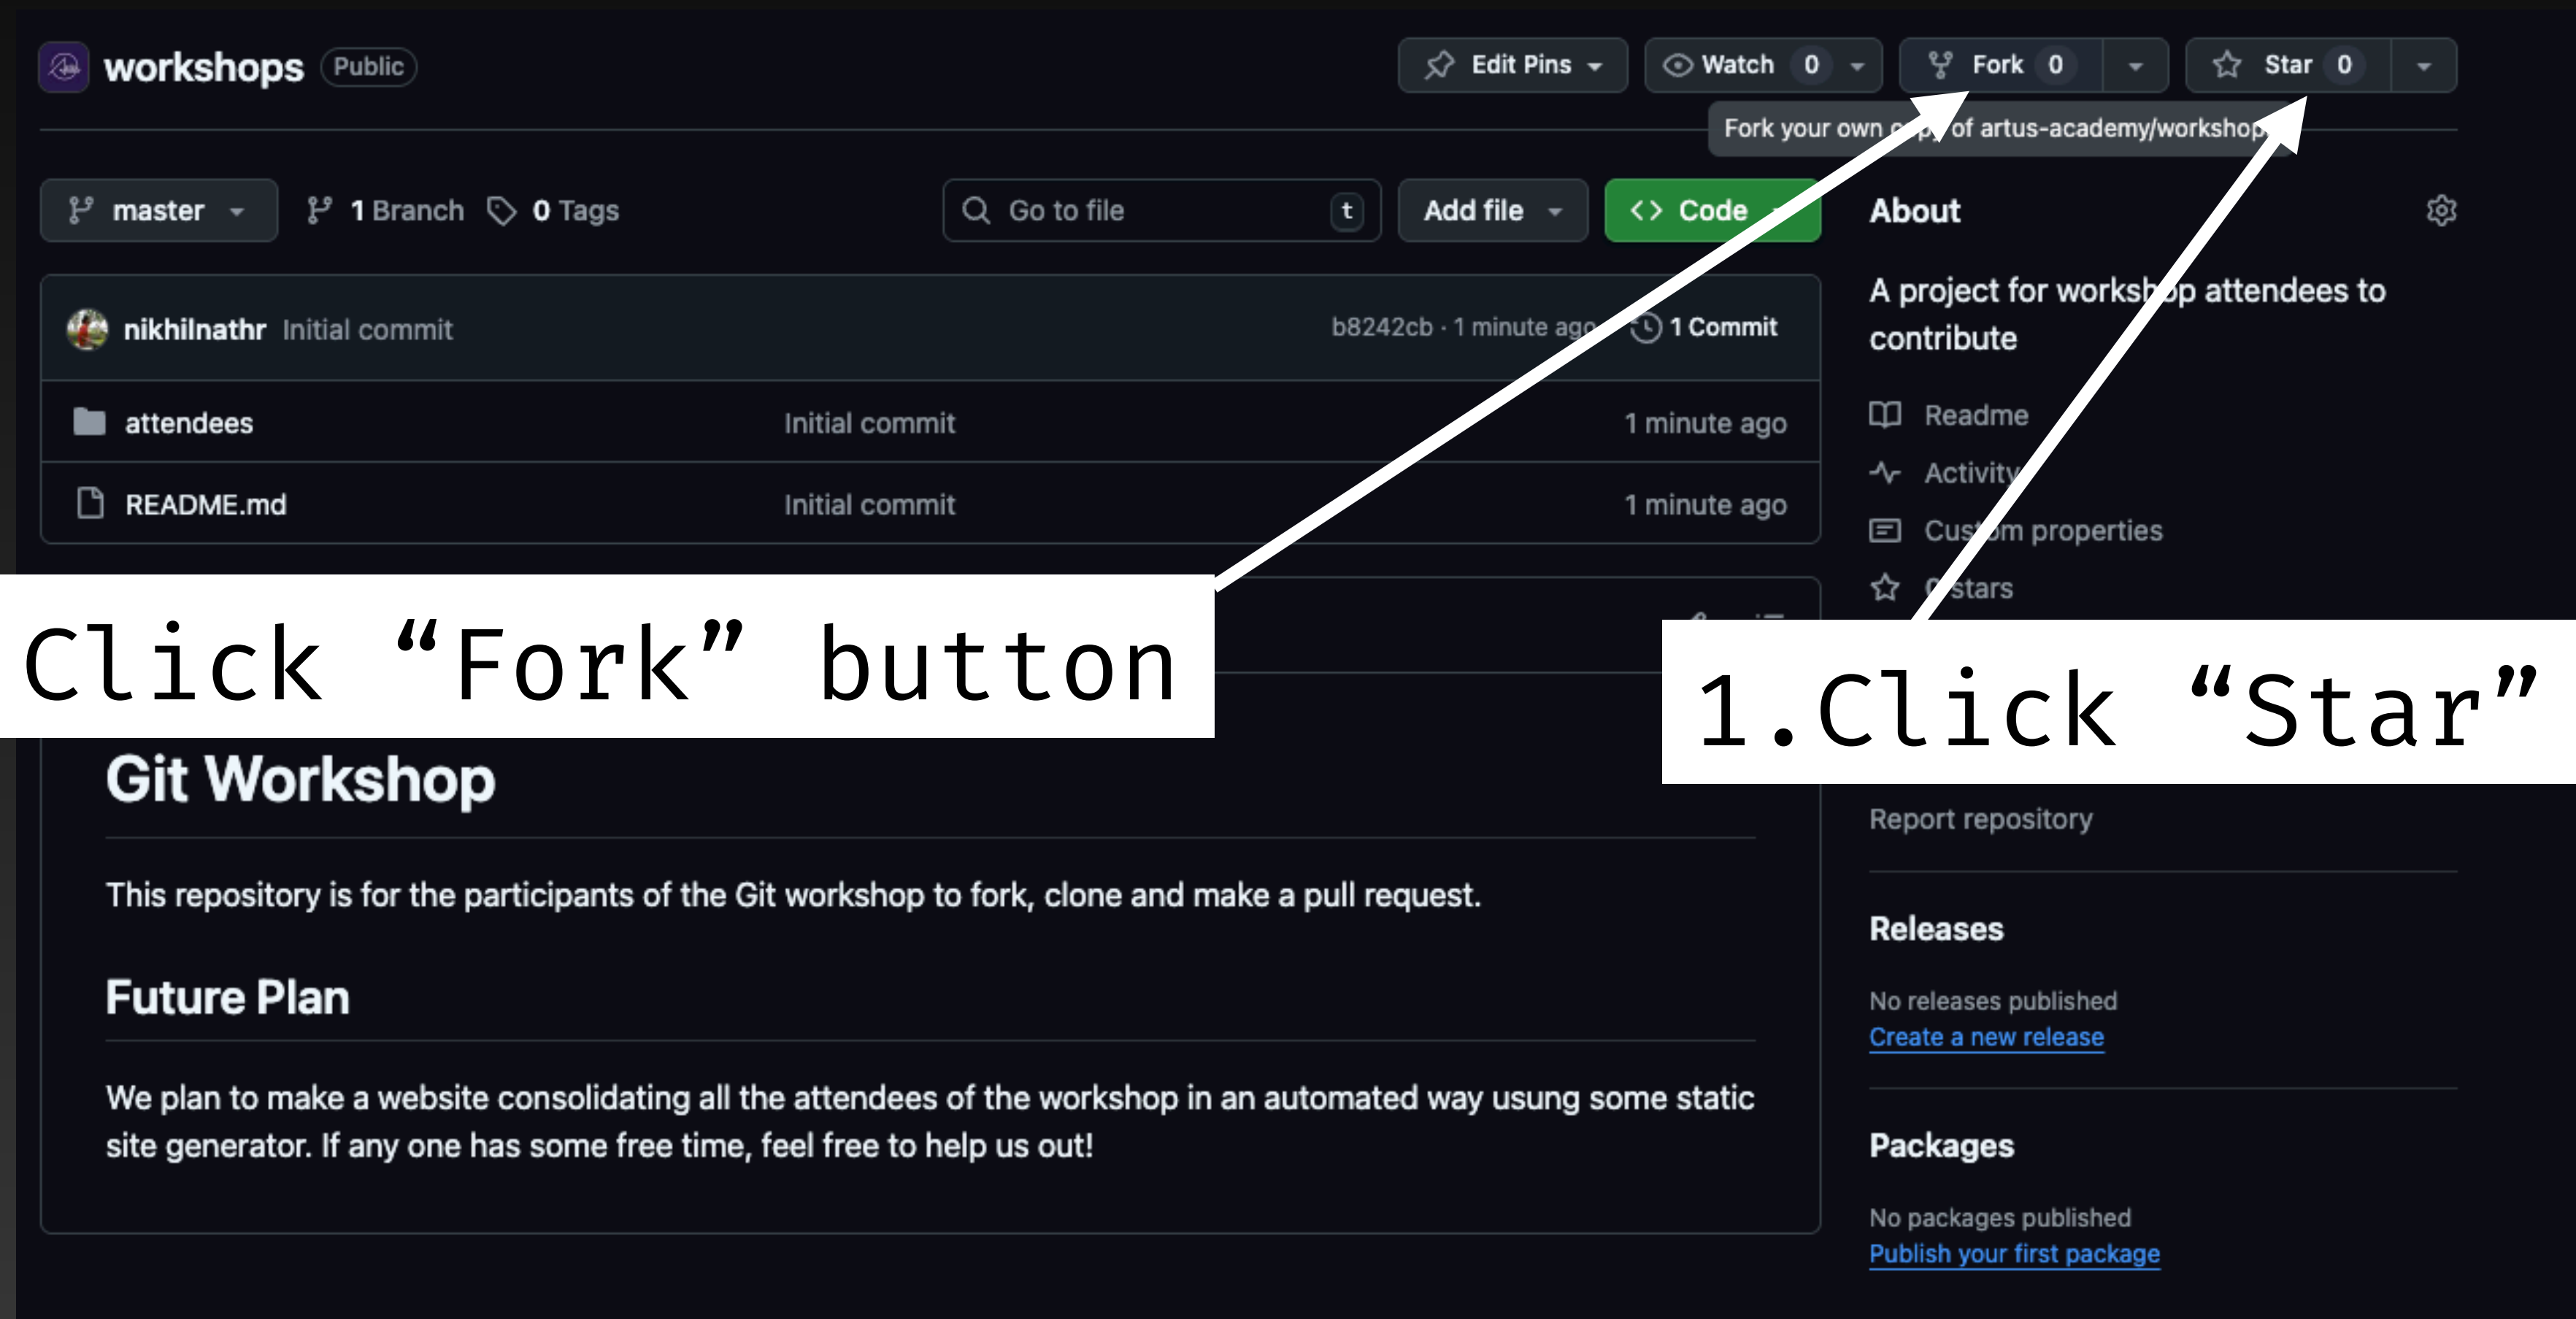 workshops Public
Edit Pins
Watch 0
Fork 0
Star 0
Fork your own copy of artus-academy/workshop
master
1 Branch
0 Tags
Go to file t
Add file
Code
nikhilnathr Initial commit
b8242cb · 1 minute ago
1 Commit
attendees Initial commit 1 minute ago
README.md Initial commit 1 minute ago
Click “Fork” button
Git Workshop
This repository is for the participants of the Git workshop to fork, clone and make a pull request.
Future Plan
We plan to make a website consolidating all the attendees of the workshop in an automated way usung some static
site generator. If any one has some free time, feel free to help us out!
About
A project for workshop attendees to
contribute
Readme
Activity
Custom properties
0 stars
1.Click “Star”
Report repository
Releases
No releases published
Create a new release
Packages
No packages published
Publish your first package